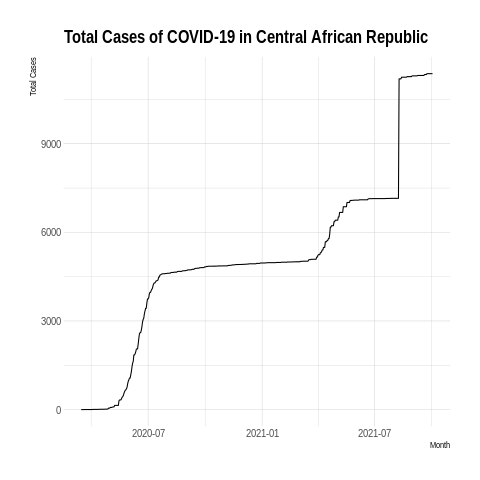 Total Cases of COVID-19 in Central African Republic
Total Cases
9000
6000
3000
0
2020-07
2021-01
2021-07
Month